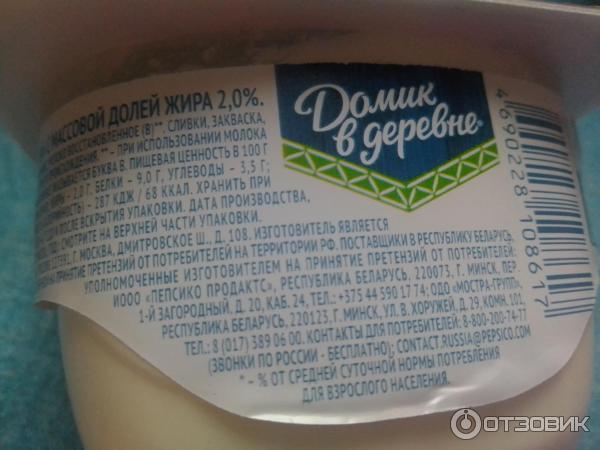 МАССОВОЙ ДОЛЕЙ ЖИРА 2,0%.
ВОССТАНОВЛЕННОЕ (В)**, СЛИВКИ, ЗАКВАСКА,
** – ПРИ ИСПОЛЬЗОВАНИИ МОЛОКА
БУКВА В. ПИЩЕВАЯ ЦЕННОСТЬ В 100 Г
– 2,0 Г, БЕЛКИ – 9,0 Г, УГЛЕВОДЫ – 3,5 Г;
– 287 КДЖ / 68 ККАЛ. ХРАНИТЬ ПРИ
ПОСЛЕ ВСКРЫТИЯ УПАКОВКИ. ДАТА ПРОИЗВОДСТВА,
СМОТРИТЕ НА ВЕРХНЕЙ ЧАСТИ УПАКОВКИ.
Г. МОСКВА, ДМИТРОВСКОЕ Ш., Д. 108. ИЗГОТОВИТЕЛЬ ЯВЛЯЕТСЯ
НА ПРИНЯТИЕ ПРЕТЕНЗИЙ ОТ ПОТРЕБИТЕЛЕЙ НА ТЕРРИТОРИИ РФ. ПОСТАВЩИКИ В РЕСПУБЛИКУ БЕЛАРУСЬ,
УПОЛНОМОЧЕННЫЕ ИЗГОТОВИТЕЛЕМ НА ПРИНЯТИЕ ПРЕТЕНЗИЙ ОТ ПОТРЕБИТЕЛЕЙ:
ИООО «ПЕПСИКО ПРОДАКТС», РЕСПУБЛИКА БЕЛАРУСЬ, 220073, Г. МИНСК, ПЕР.
1-Й ЗАГОРОДНЫЙ, Д. 20, КАБ. 24, ТЕЛ.: +375 44 590 17 74; ОДО «МОСТРА-ГРУПП»,
РЕСПУБЛИКА БЕЛАРУСЬ, 220123, Г. МИНСК, УЛ. В. ХОРУЖЕЙ, Д. 29, КОМН. 101,
ТЕЛ.: 8 (017) 389 06 00. КОНТАКТЫ ДЛЯ ПОТРЕБИТЕЛЕЙ: 8-800-200-74-77
(ЗВОНКИ ПО РОССИИ - БЕСПЛАТНО); CONTACT.RUSSIA@PEPSICO.COM
* – % ОТ СРЕДНЕЙ СУТОЧНОЙ НОРМЫ ПОТРЕБЛЕНИЯ
ДЛЯ ВЗРОСЛОГО НАСЕЛЕНИЯ.
Домик
в деревне®
4 690228 108617
ОТЗОВИК